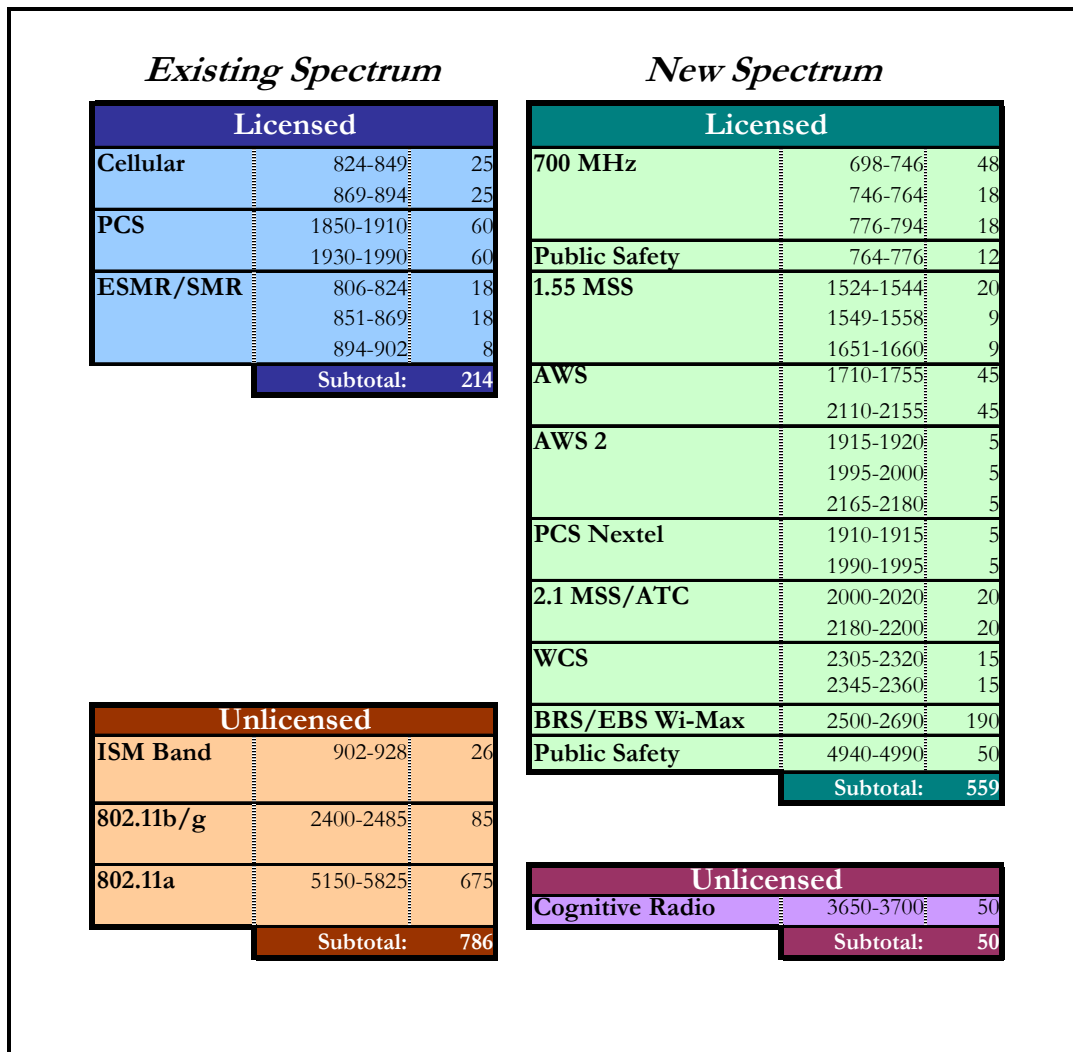 Existing Spectrum
Licensed
Cellular 824-849 25
869-894 25
PCS 1850-1910 60
1930-1990 60
ESMR/SMR 806-824 18
851-869 18
894-902 8
Subtotal: 214
Unlicensed
ISM Band 902-928 26
802.11b/g 2400-2485 85
802.11a 5150-5825 675
Subtotal: 786
New Spectrum
Licensed
700 MHz 698-746 48
746-764 18
776-794 18
Public Safety 764-776 12
1.55 MSS 1524-1544 20
1549-1558 9
1651-1660 9
AWS 1710-1755 45
2110-2155 45
AWS 2 1915-1920 5
1995-2000 5
2165-2180 5
PCS Nextel 1910-1915 5
1990-1995 5
2.1 MSS/ATC 2000-2020 20
2180-2200 20
WCS 2305-2320 15
2345-2360 15
BRS/EBS Wi-Max 2500-2690 190
Public Safety 4940-4990 50
Subtotal: 559
Unlicensed
Cognitive Radio 3650-3700 50
Subtotal: 50